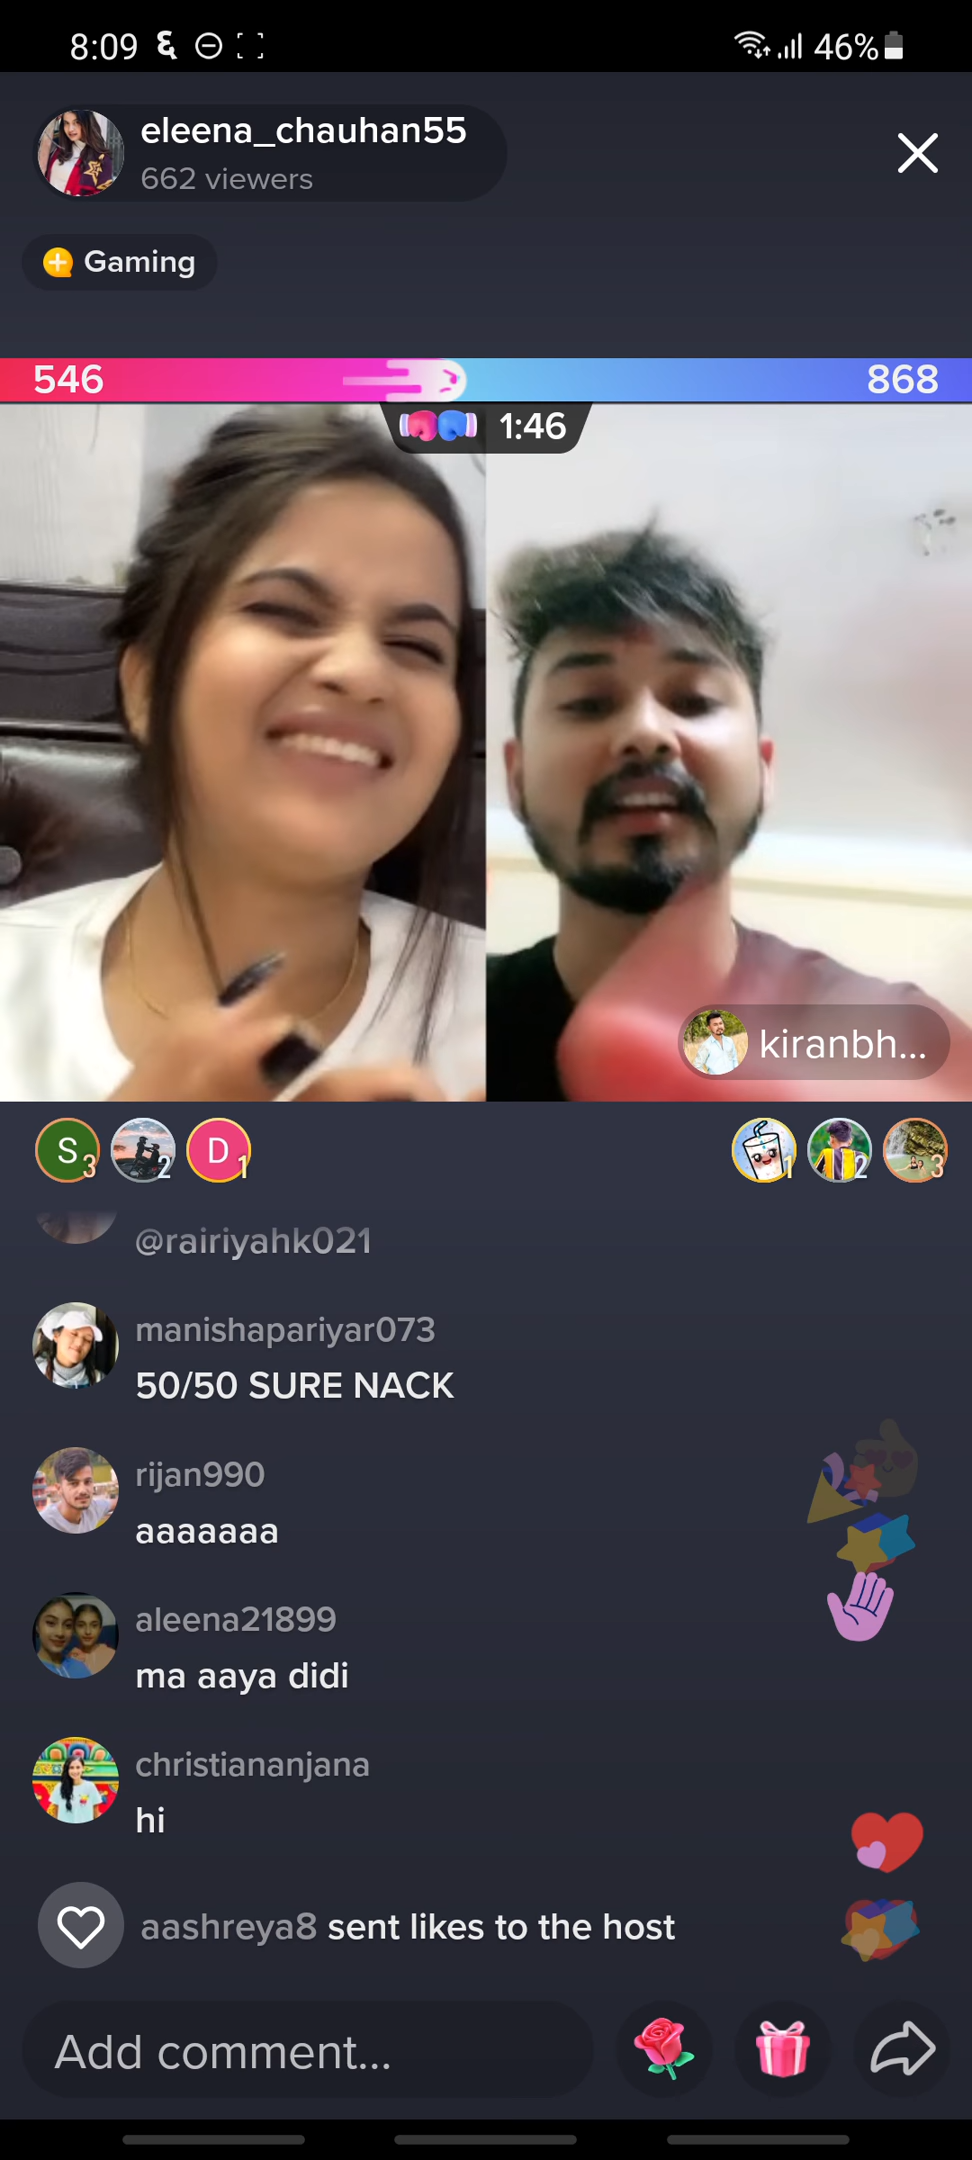 8:09 ६ 46%
eleena_chauhan55
662 viewers
Gaming
546 868
1:46
kiranbh...
S 3 2 D 1 1 2 3
@rairiyahk021
manishapariyar073
50/50 SURE NACK
rijan990
aaaaaaa
aleena21899
ma aaya didi
christiananjana
hi
aashreya8 sent likes to the host
Add comment...